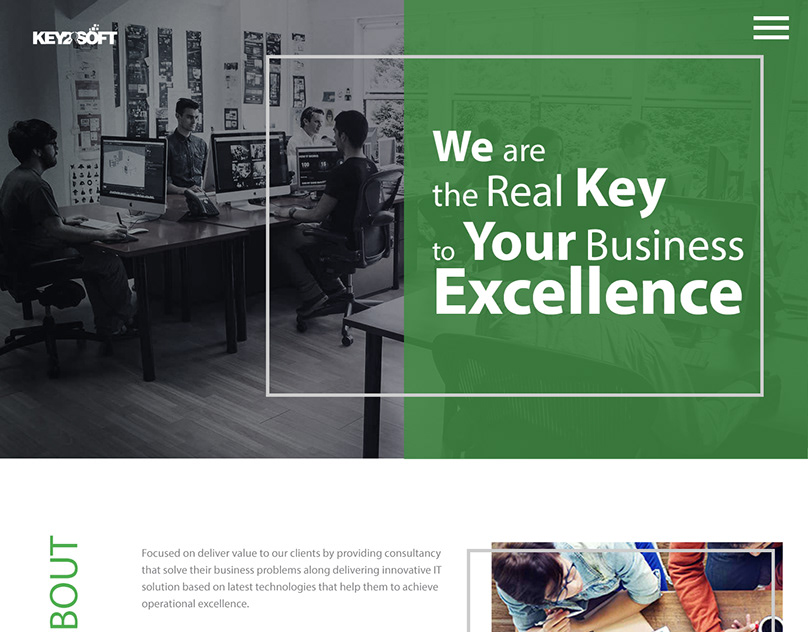 KEY2SOFT
We are
the Real Key
to Your Business
Excellence
BOUT
Focused on deliver value to our clients by providing consultancy
that solve their business problems along delivering innovative IT
solution based on latest technologies that help them to achieve
operational excellence.